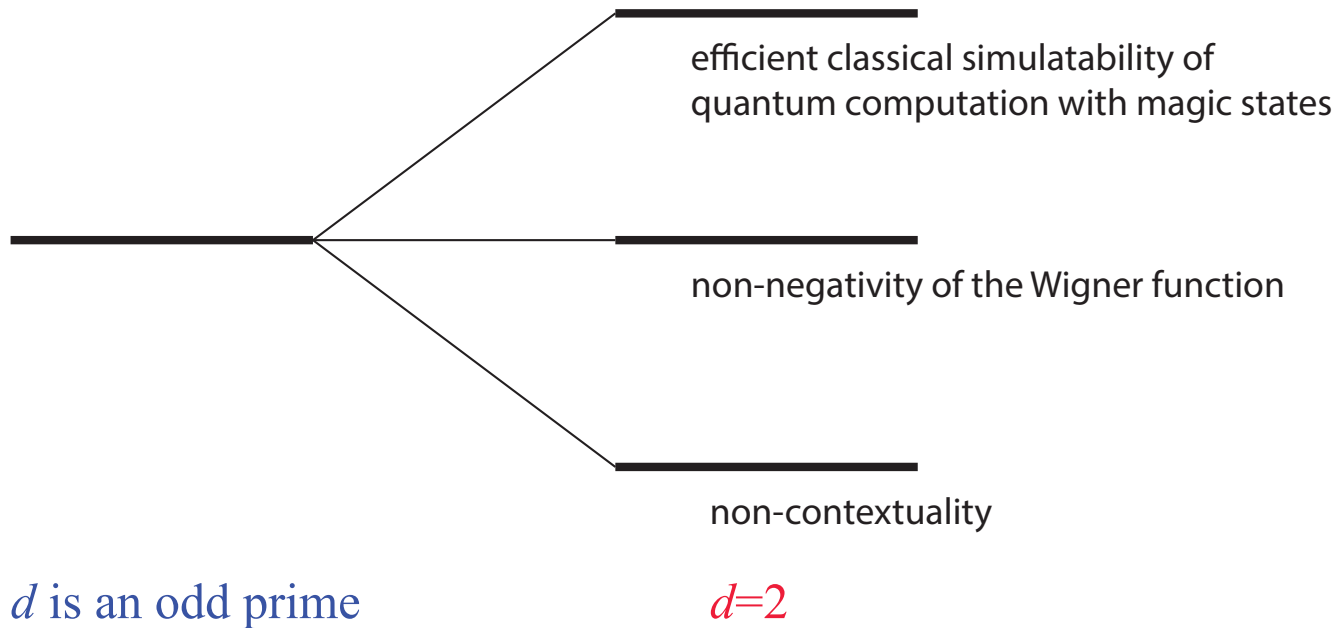 efficient classical simulatability of
quantum computation with magic states
non-negativity of the Wigner function
non-contextuality
d is an odd prime
d=2